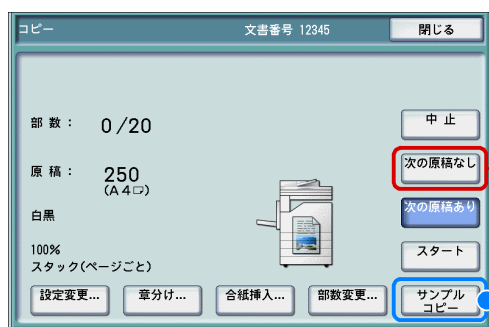 コピー 文書番号 12345 閉じる
部 数 : 0/20
中 止
原 稿 : 250
(A4)
次の原稿なし
白黒
次の原稿あり
100%
スタック(ページごと)
スタート
設定変更... 章分け... 合紙挿入... 部数変更... サンプル
コピー